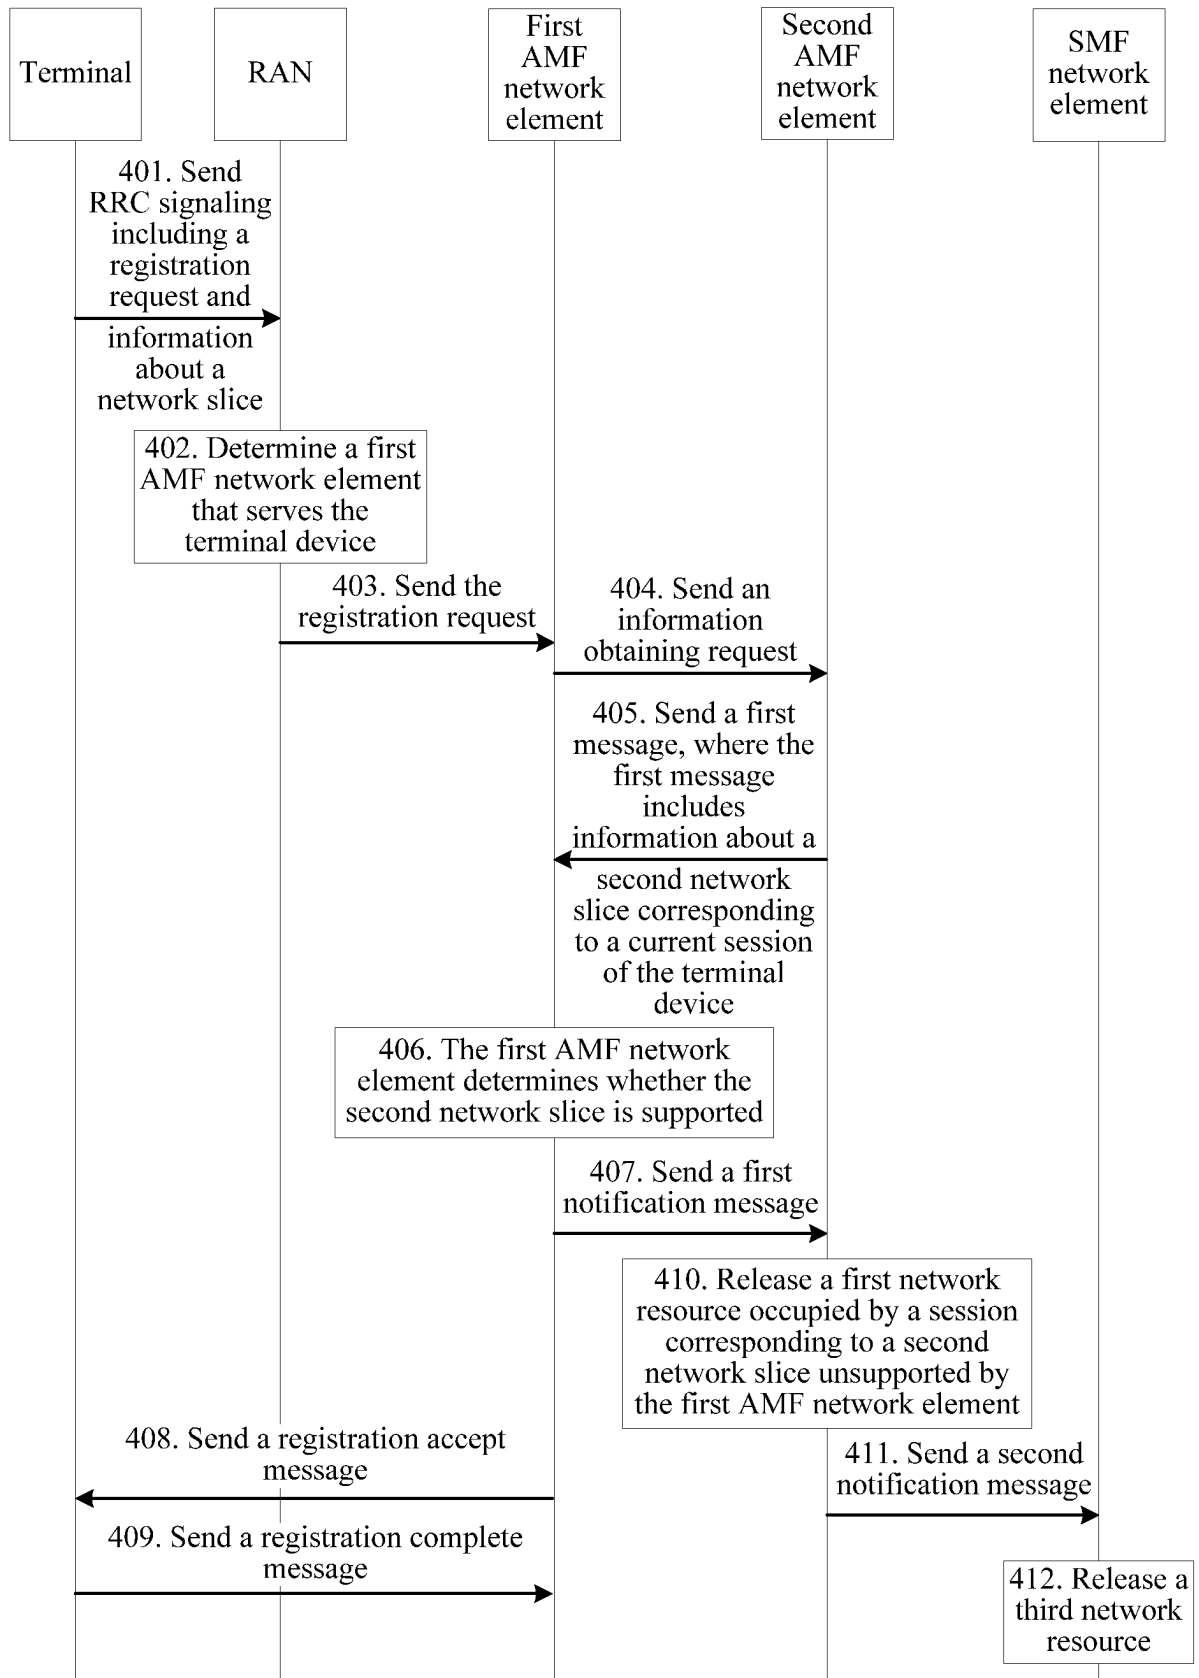 Terminal
RAN
First
AMF
network
element
Second
AMF
network
element
SMF
network
element
401. Send
RRC signaling
including a
registration
request and
information
about a
network slice
402. Determine a first
AMF network element
that serves the
terminal device
403. Send the
registration request
404. Send an
information
obtaining request
405. Send a first
message, where the
first message
includes
information about a
second network
slice corresponding
to a current session
of the terminal
device
406. The first AMF network
element determines whether the
second network slice is supported
407. Send a first
notification message
410. Release a first network
resource occupied by a session
corresponding to a second
network slice unsupported by
the first AMF network element
408. Send a registration accept
message
411. Send a second
notification message
409. Send a registration complete
message
412. Release a
third network
resource